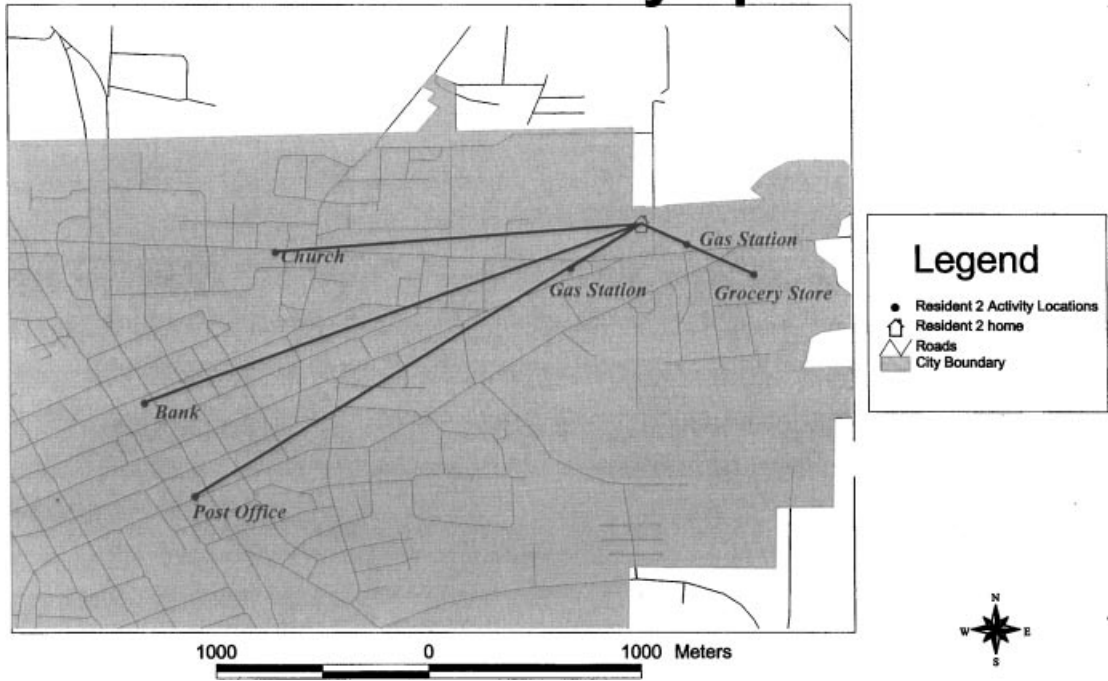 Gas Station
Church
Gas Station
Grocery Store
Bank
Post Office
Legend
Resident 2 Activity Locations
Resident 2 home
Roads
City Boundary
1000 0 1000 Meters
N
W E
S